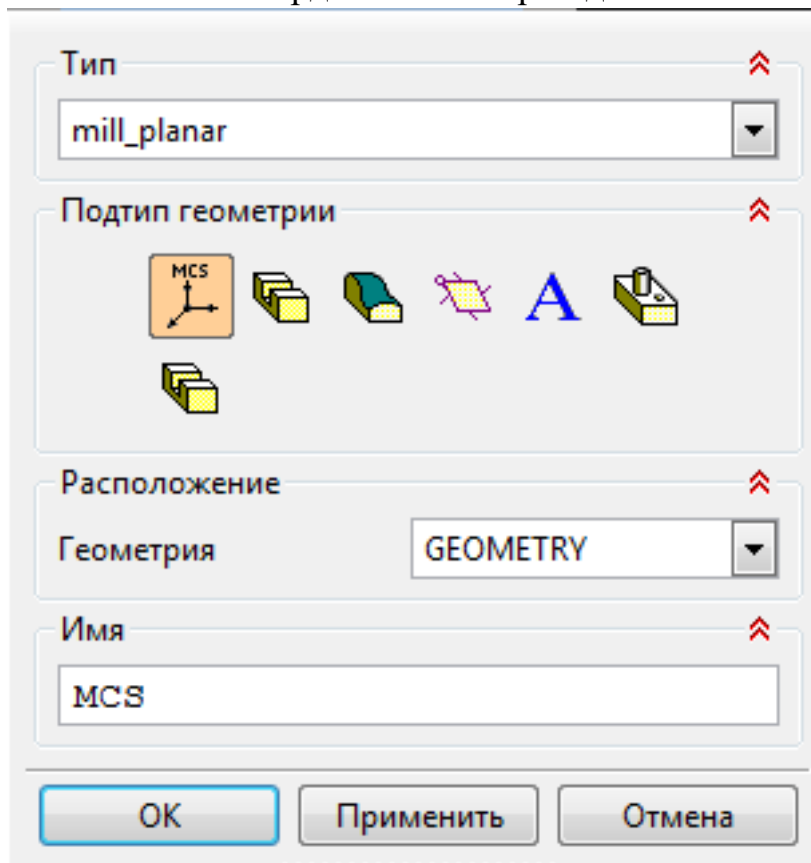 Тип
mill_planar
Подтип геометрии
MCS
A
Расположение
Геометрия GEOMETRY
Имя
MCS
OK Применить Отмена